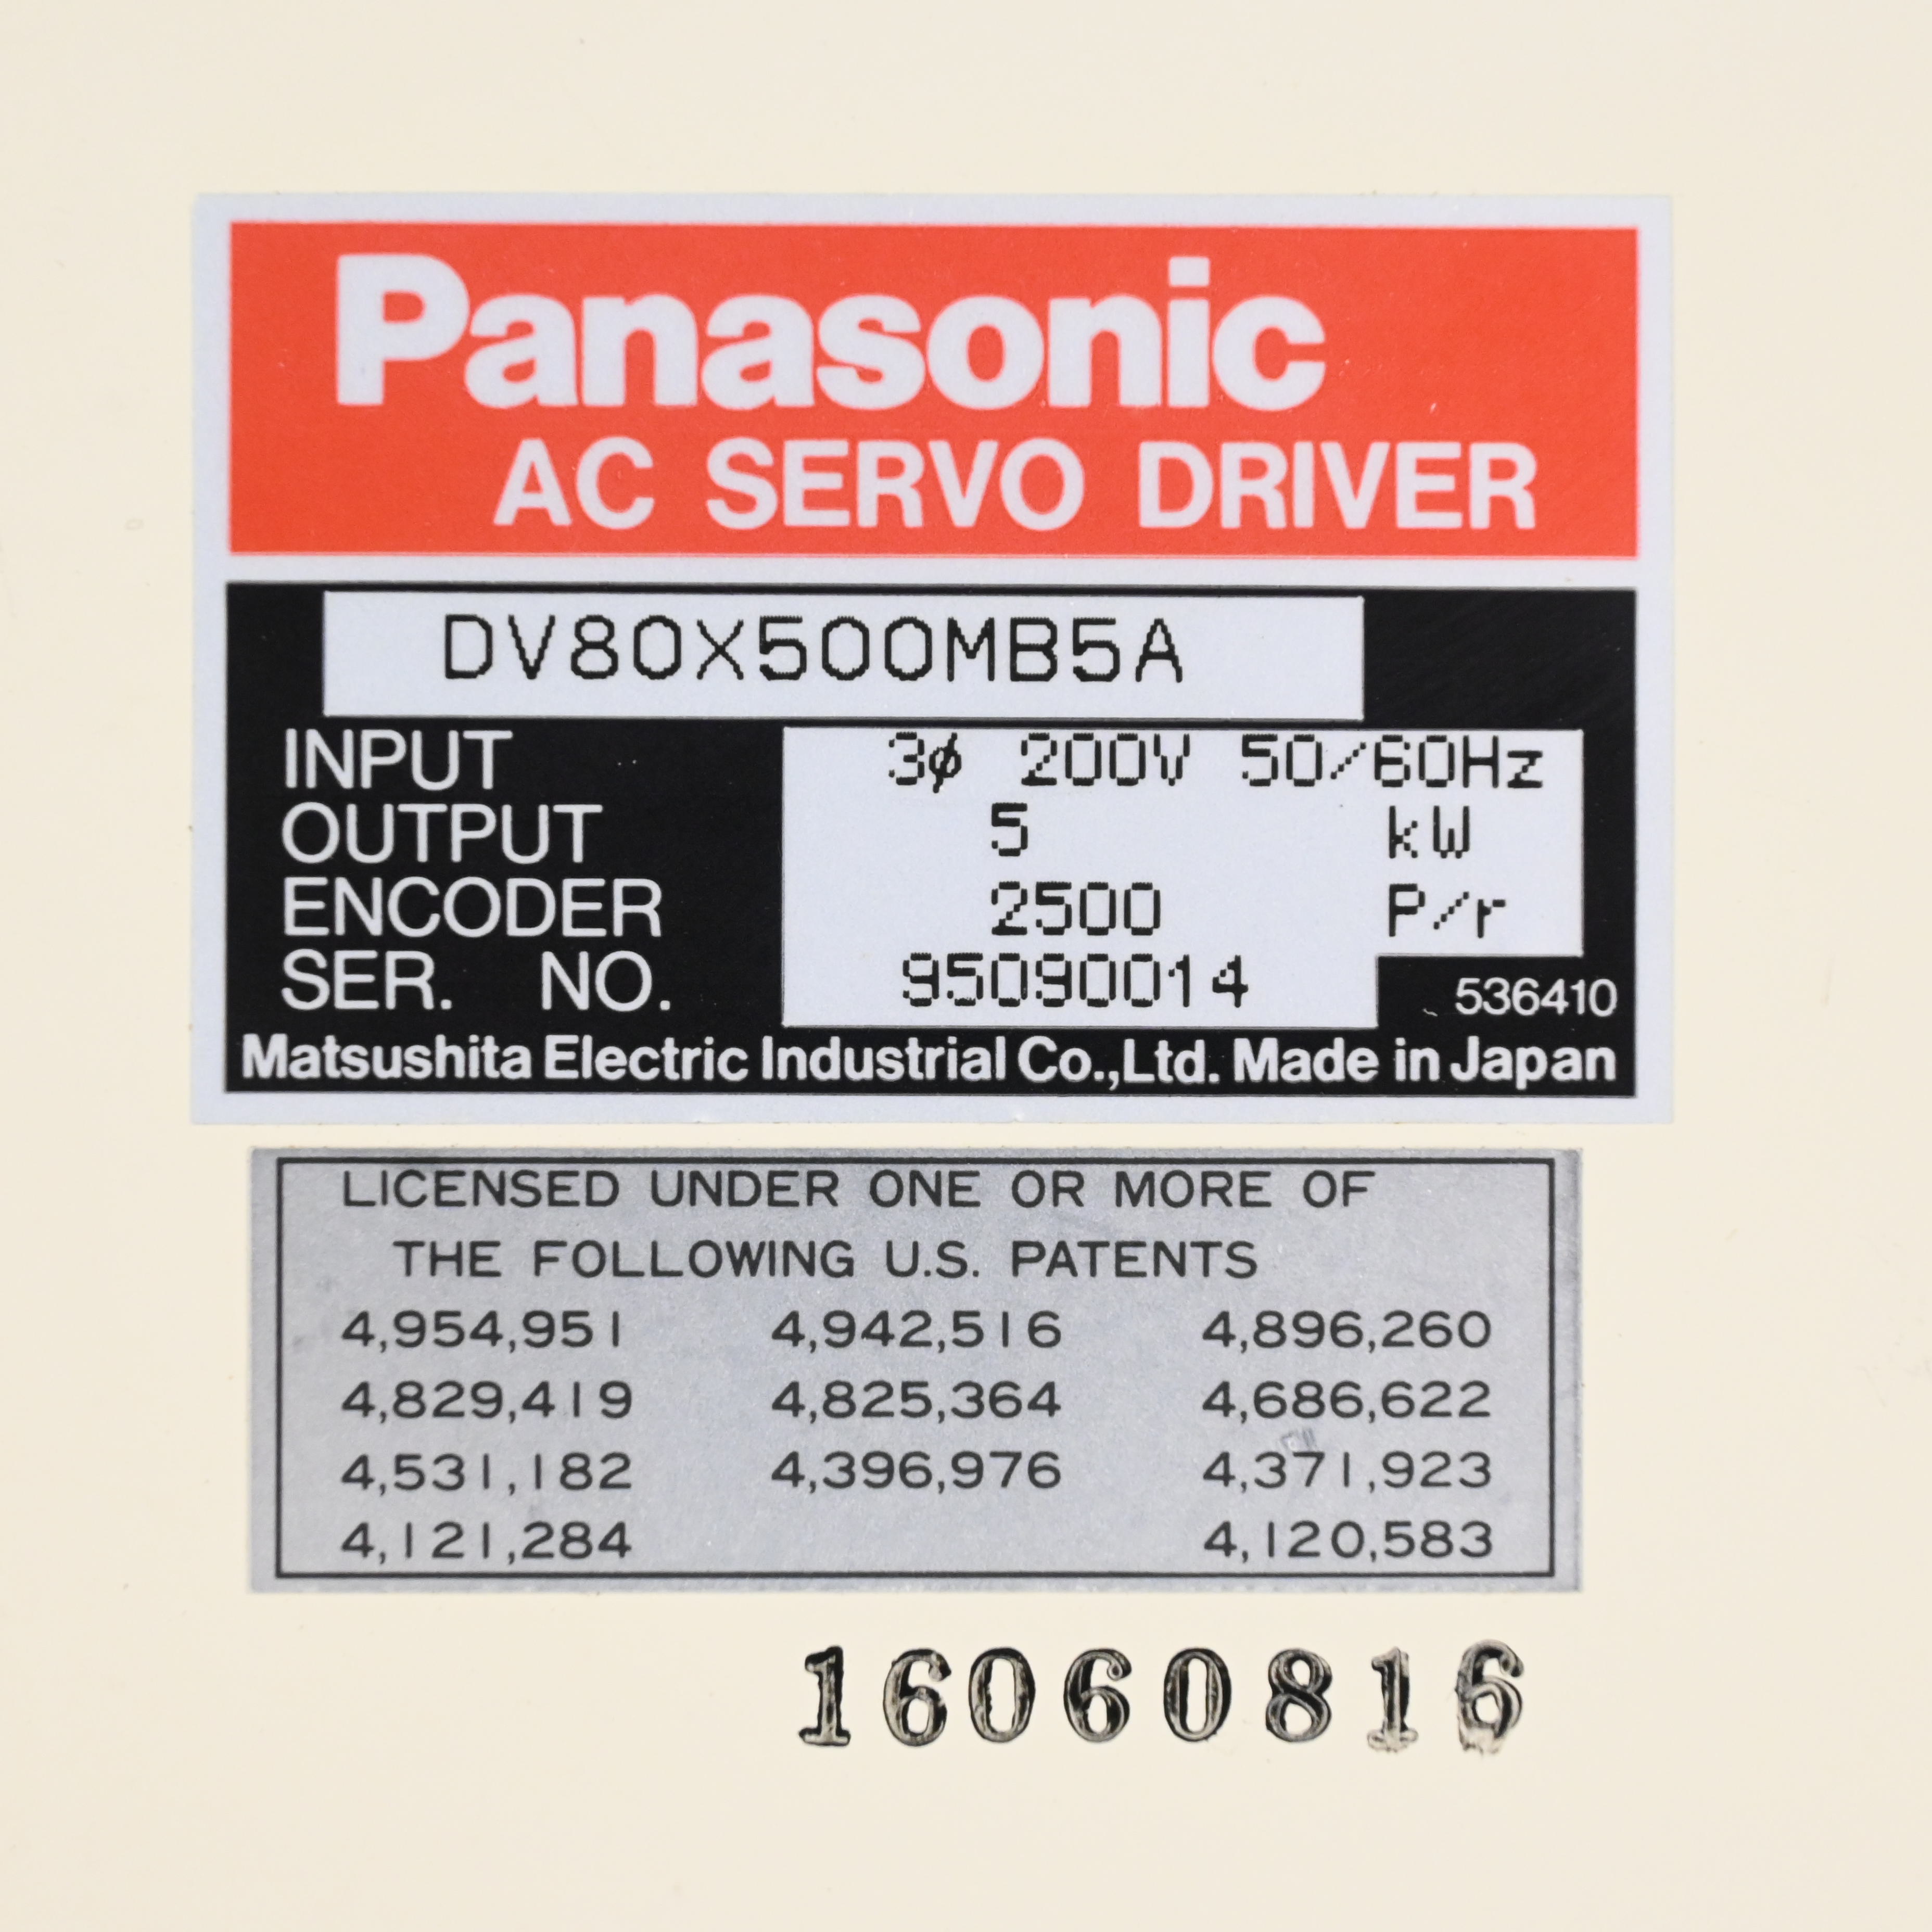 Panasonic
AC SERVO DRIVER
DV80X500MB5A
INPUT 3φ 200V 50/60Hz
OUTPUT 5 kW
ENCODER 2500 P/r
SER. NO. 95090014 536410
Matsushita Electric Industrial Co.,Ltd. Made in Japan
LICENSED UNDER ONE OR MORE OF
THE FOLLOWING U.S. PATENTS
4,954,951 4,942,516 4,896,260
4,829,419 4,825,364 4,686,622
4,531,182 4,396,976 4,371,923
4,121,284 4,120,583
16060816